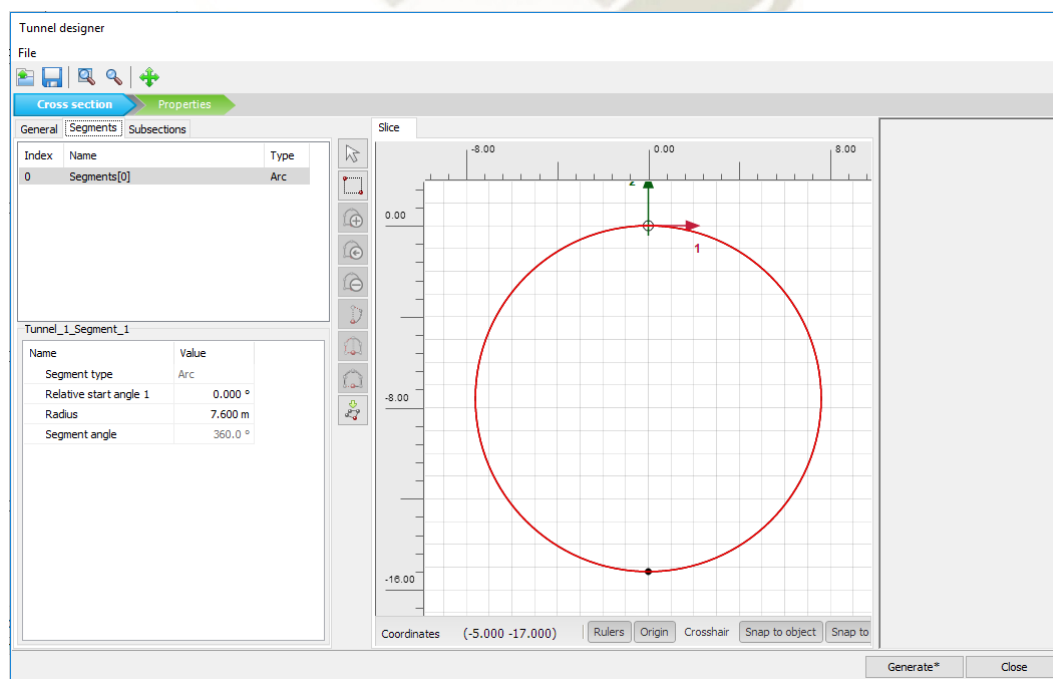 Tunnel designer
File
Cross section Properties
General Segments Subsections
Index Name Type
0 Segments[0] Arc
Tunnel_1_Segment_1
Name Value
Segment type Arc
Relative start angle 1 0.000 °
Radius 7.600 m
Segment angle 360.0 °
Slice
-8.00 0.00 8.00
0.00
2
1
-8.00
-16.00
Coordinates (-5.000 -17.000) Rulers Origin Crosshair Snap to object Snap to
Generate* Close